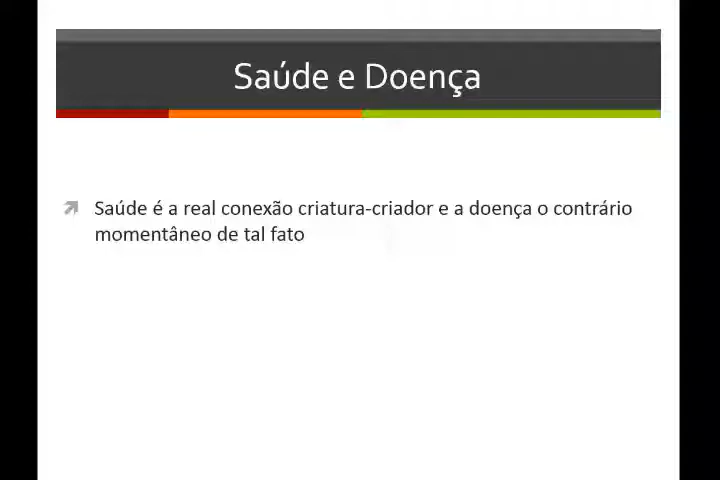 Saúde e Doença
Saúde é a real conexão criatura-criador e a doença o contrário
momentâneo de tal fato